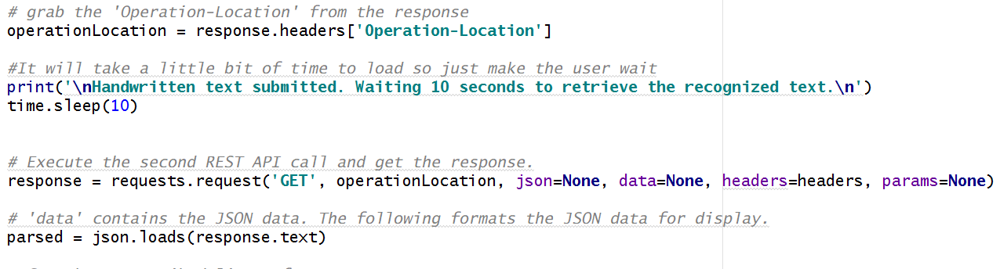 # grab the 'Operation-Location' from the response
operationLocation = response.headers['Operation-Location']
#It will take a little bit of time to load so just make the user wait
print('\nHandwritten text submitted. Waiting 10 seconds to retrieve the recognized text.\n')
time.sleep(10)
# Execute the second REST API call and get the response.
response = requests.request('GET', operationLocation, json=None, data=None, headers=headers, params=None)
# 'data' contains the JSON data. The following formats the JSON data for display.
parsed = json.loads(response.text)